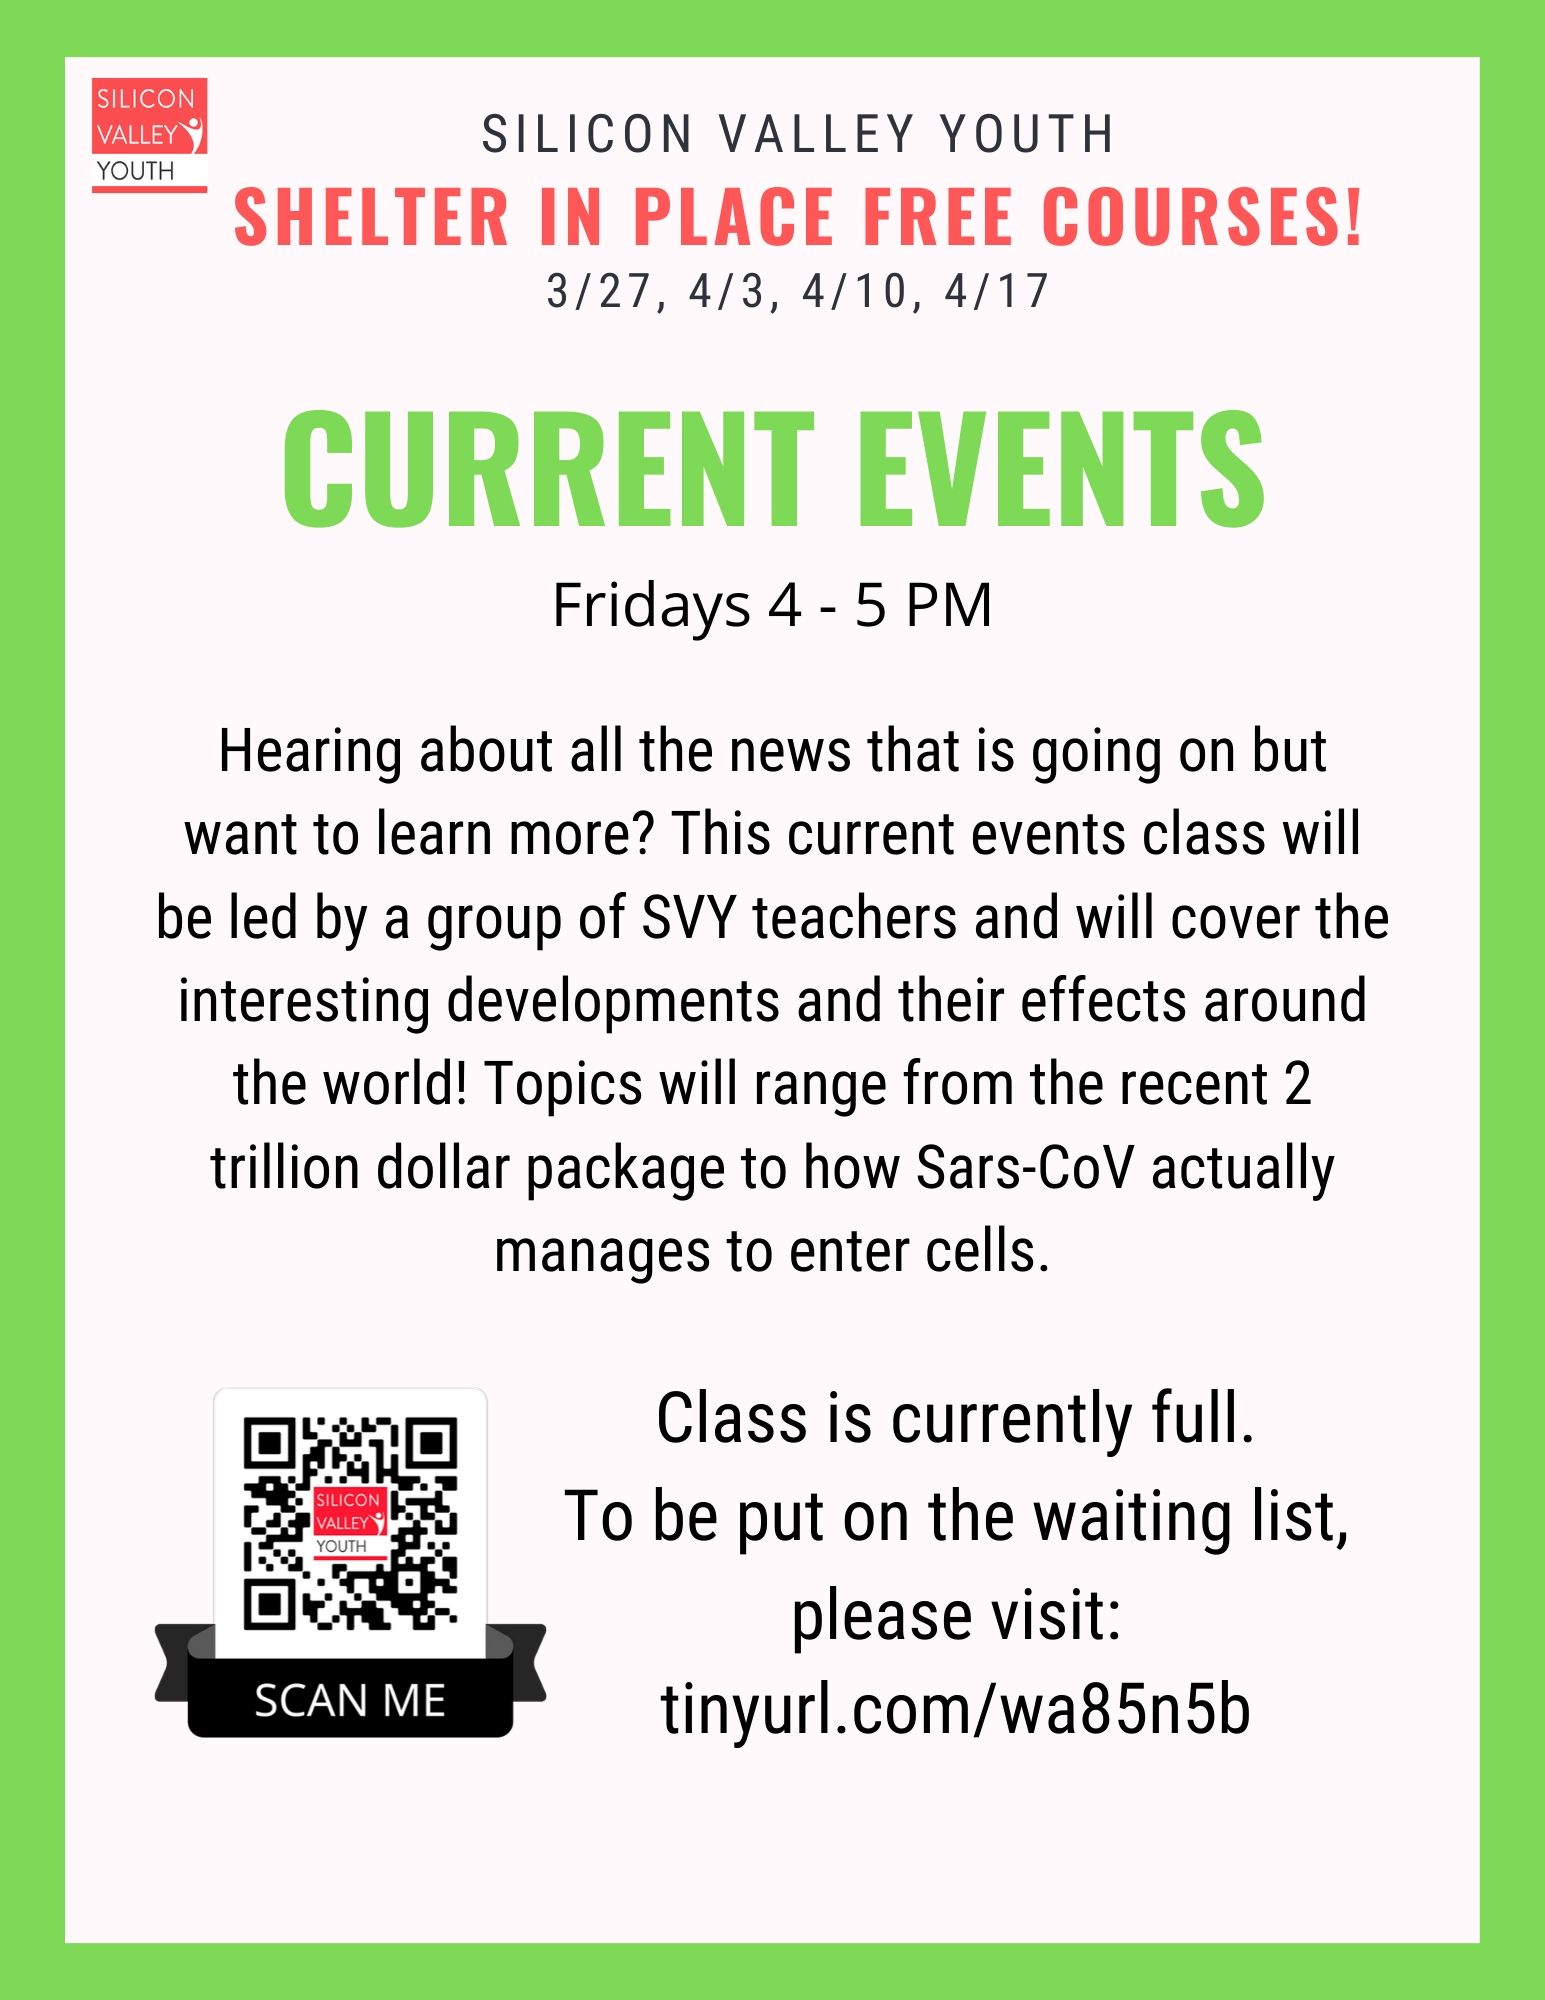 SILICON
VALLEY
YOUTH
SILICON VALLEY YOUTH
SHELTER IN PLACE FREE COURSES!
3/27, 4/3, 4/10, 4/17
CURRENT EVENTS
Fridays 4 - 5 PM
Hearing about all the news that is going on but
want to learn more? This current events class will
be led by a group of SVY teachers and will cover the
interesting developments and their effects around
the world! Topics will range from the recent 2
trillion dollar package to how Sars-CoV actually
manages to enter cells.
SILICON
VALLEY
YOUTH
SCAN ME
Class is currently full.
To be put on the waiting list,
please visit:
tinyurl.com/wa85n5b